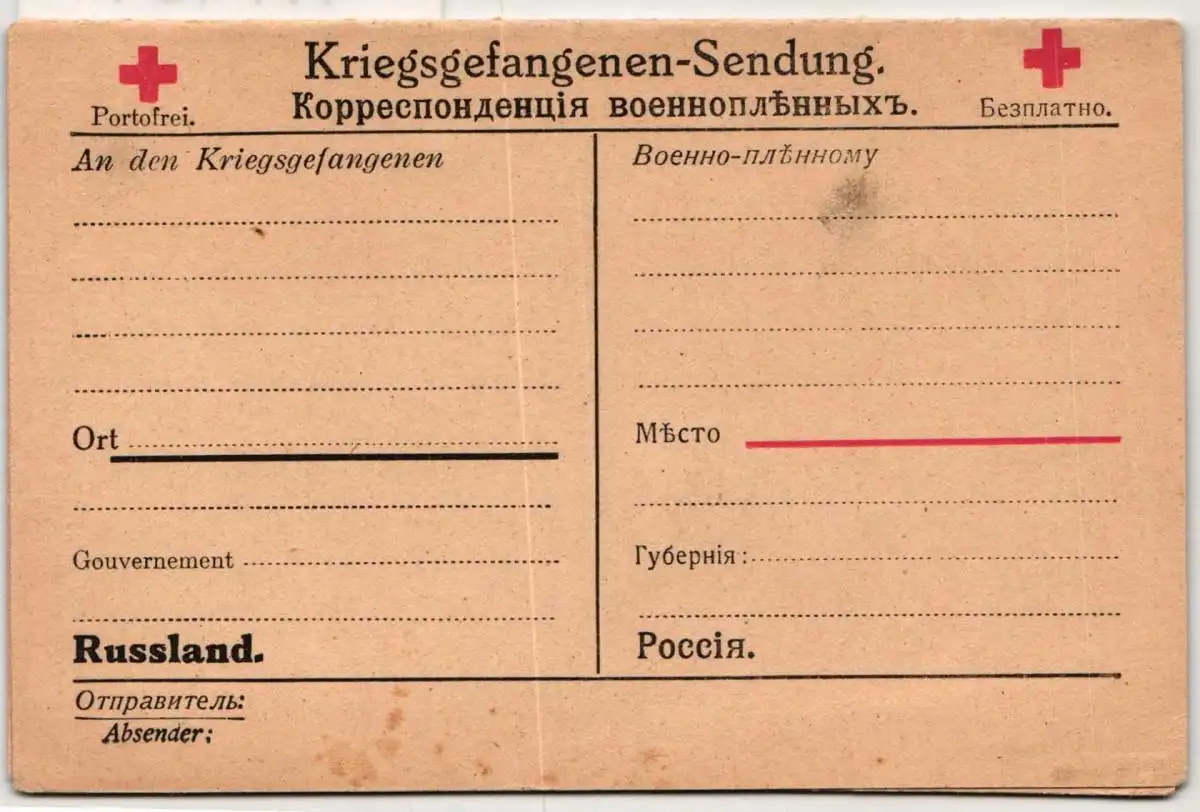 Kriegsgefangenen-Sendung.
Корреспонденція военноплѣнныхъ.
Portofrei.
Безплатно.
An den Kriegsgefangenen
Ort
Gouvernement
Russland.
Военно-плѣнному
Мѣсто
Губернія:
Россія.
Отправитель:
Absender: